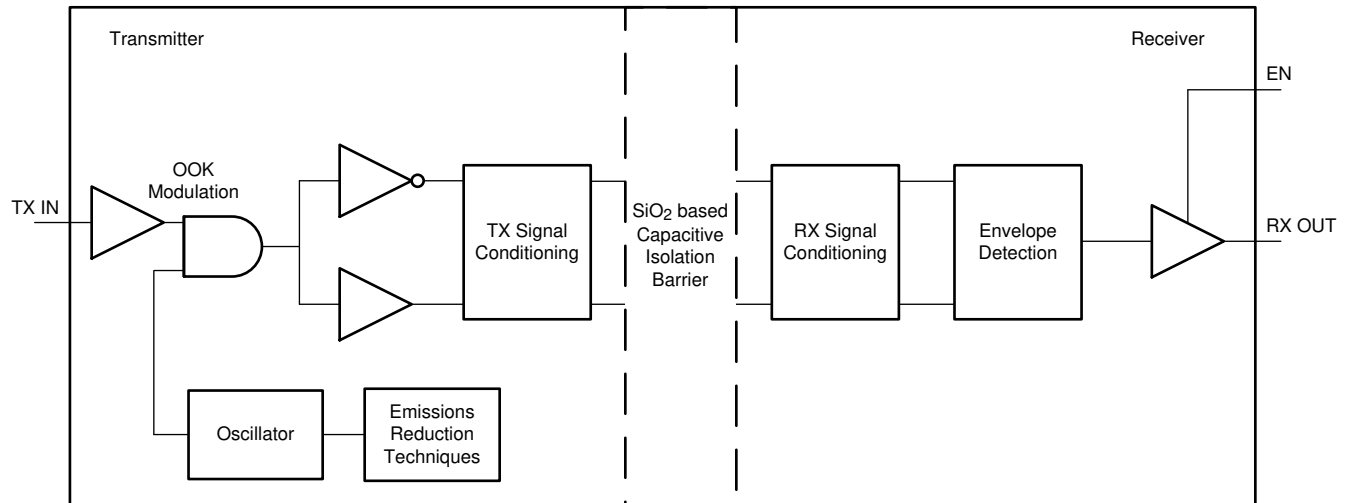 Transmitter
Receiver
EN
OOK
Modulation
TX IN
TX Signal
Conditioning
SiO2 based
Capacitive
Isolation
Barrier
RX Signal
Conditioning
Envelope
Detection
RX OUT
Oscillator
Emissions
Reduction
Techniques